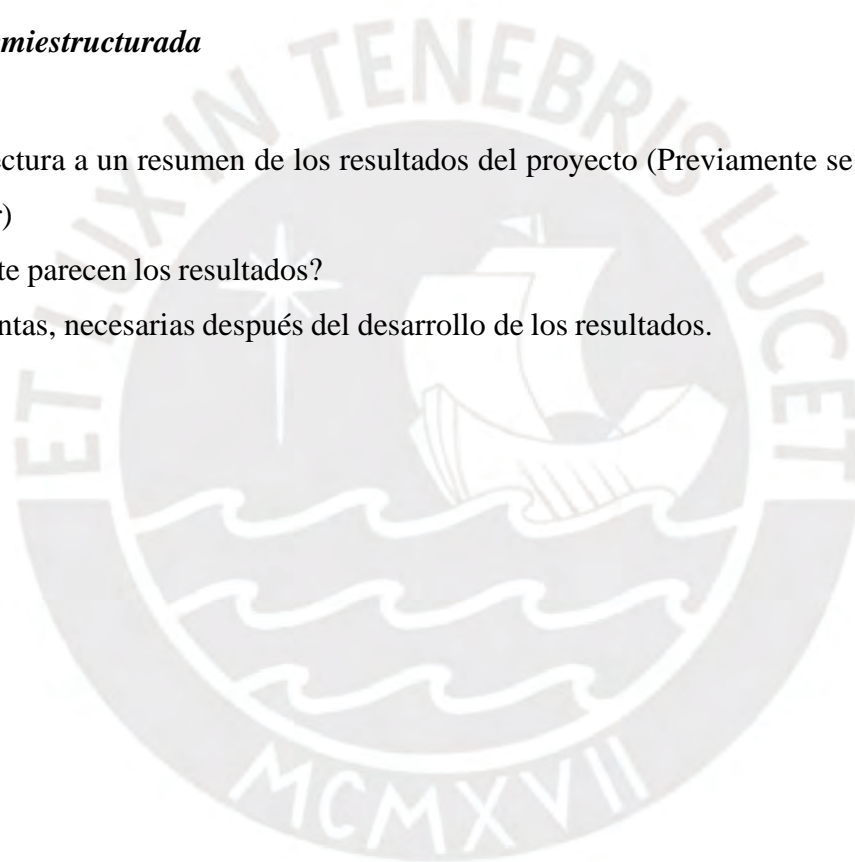 miestructurada
ctura a un resumen de los resultados del proyecto (Previamente se
)
te parecen los resultados?
ntas, necesarias después del desarrollo de los resultados.
ET LUX IN TENEBRIS LUCET
MCMXVII